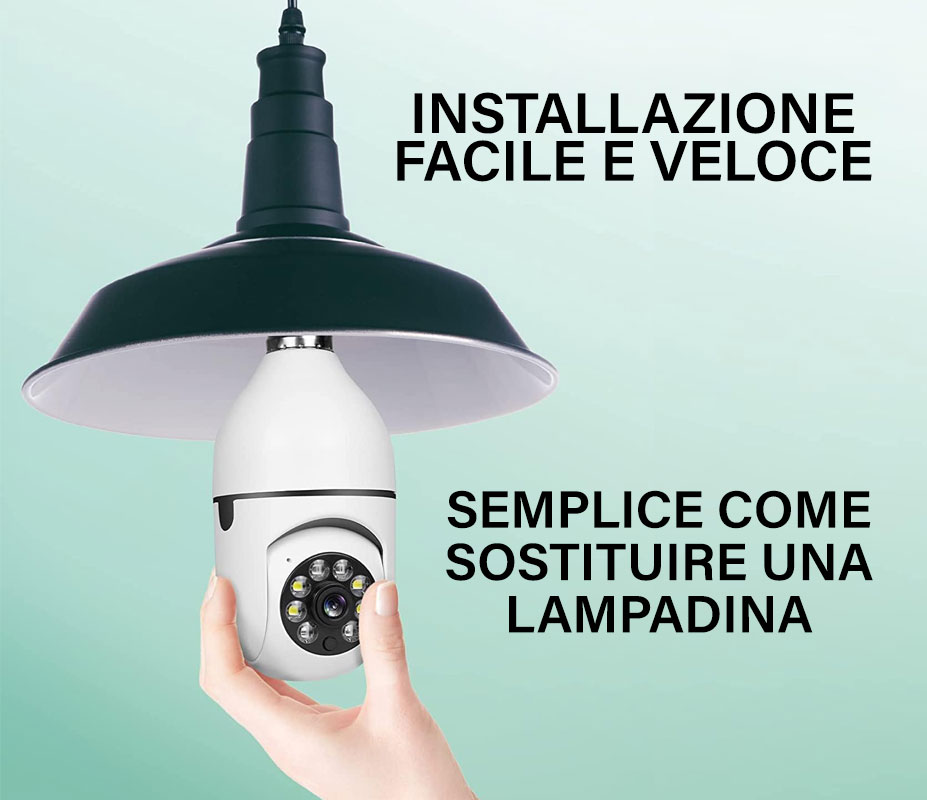 INSTALLAZIONE
FACILE E VELOCE
SEMPLICE COME
SOSTITUIRE UNA
LAMPADINA